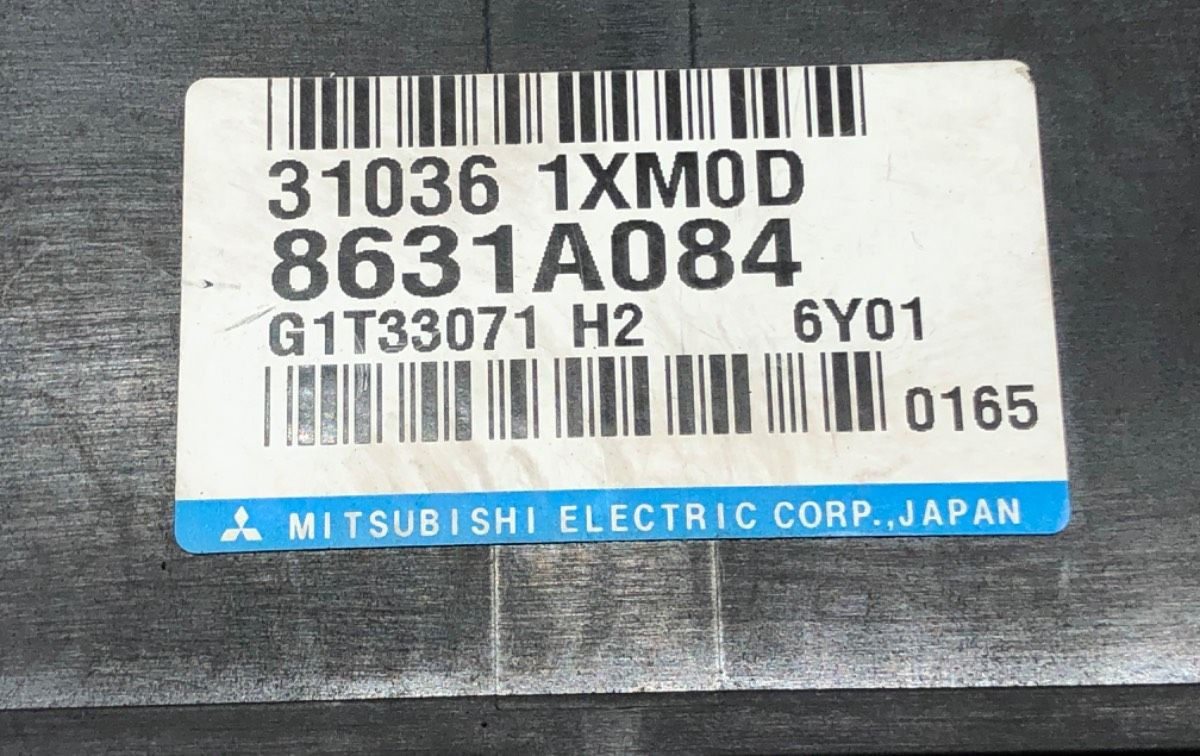 31036 1XM0D
8631A084
G1T33071 H2 6Y01
0165
MITSUBISHI ELECTRIC CORP.,JAPAN